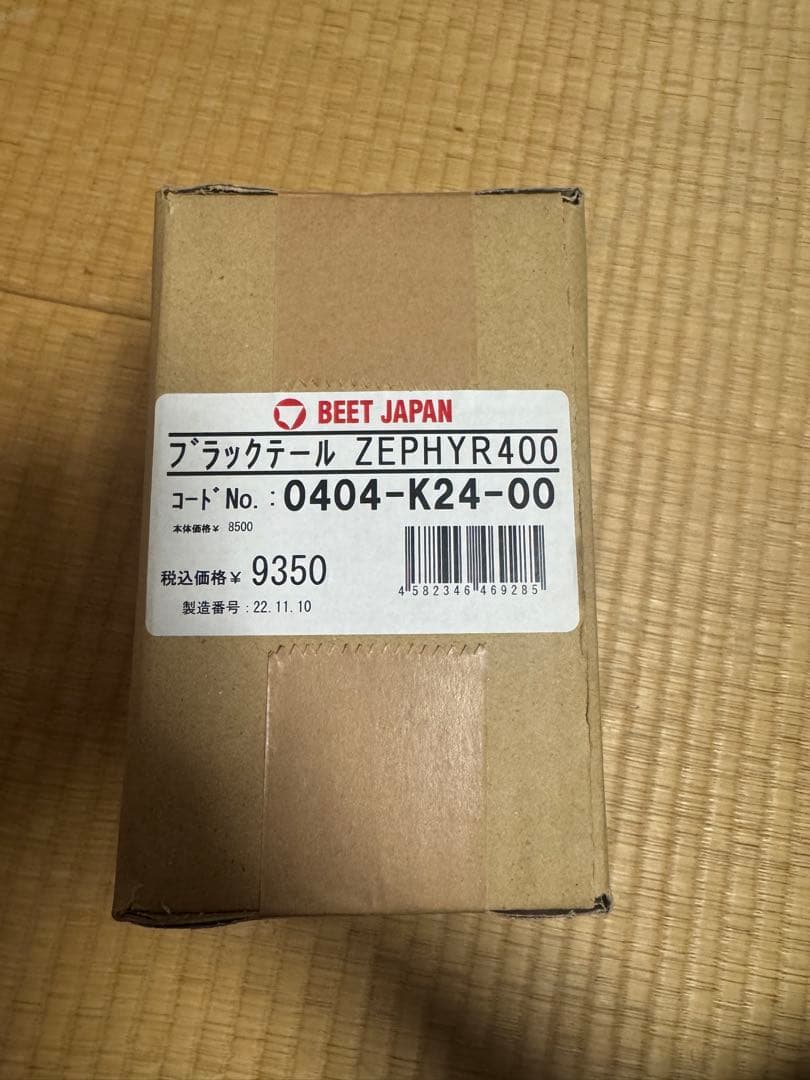 BEET JAPAN
ﾌﾞﾗｯｸﾃｰﾙ ZEPHYR400
ｺｰﾄﾞNo.:0404-K24-00
本体価格¥ 8500
税込価格¥ 9350
4 582346 469285
製造番号:22.11.10